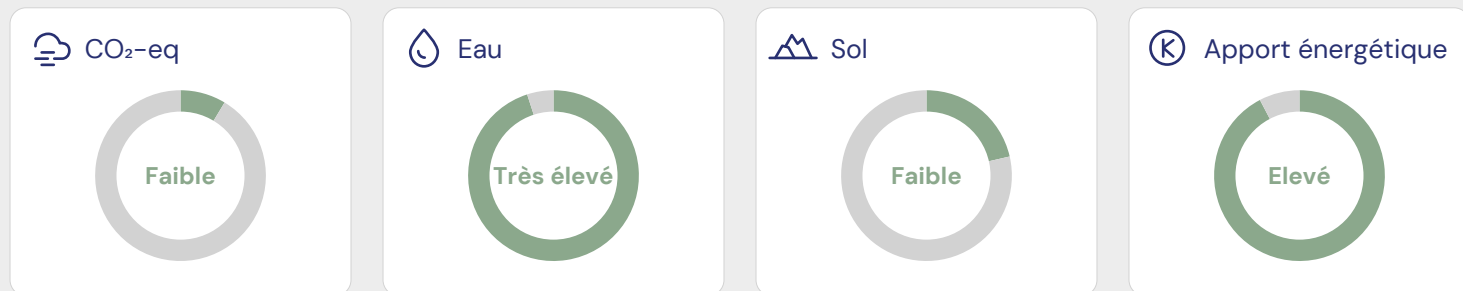 CO₂-eq
Faible
Eau
Très élevé
Sol
Faible
Apport énergétique
Elevé